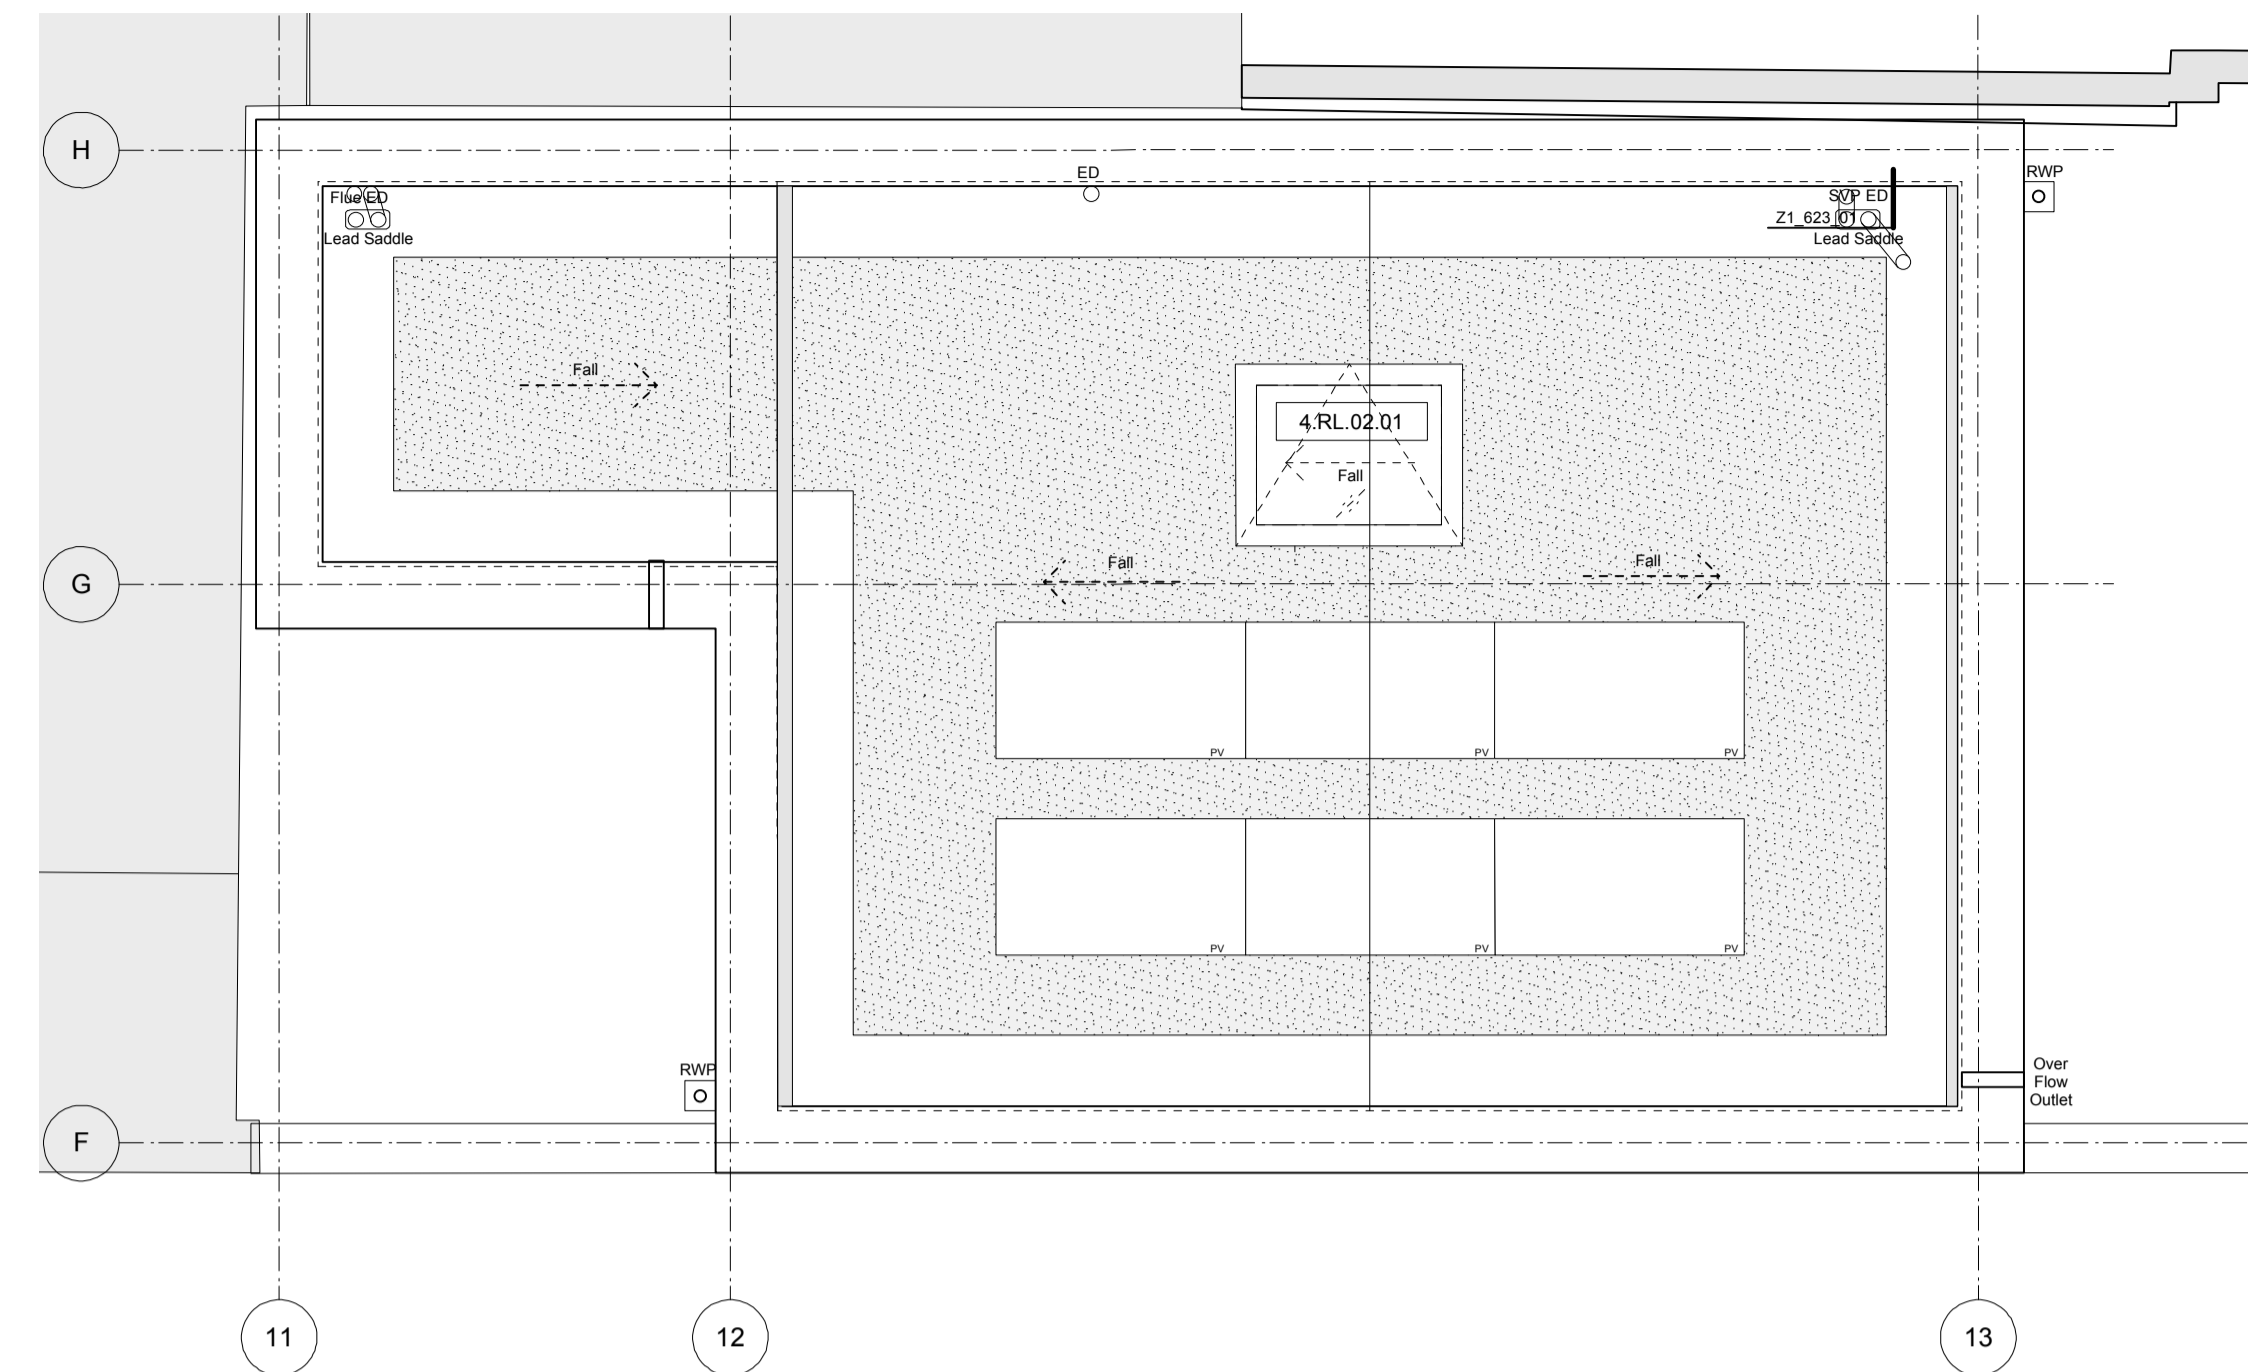 H
ED
RWP
Flue ED
SVP ED
Z1_623_01
Lead Saddle
Lead Saddle
Fall
4.RL.02.01
Fall
Fall
Fall
G
PV
PV
PV
PV
PV
PV
RWP
Over
Flow
Outlet
F
11
12
13